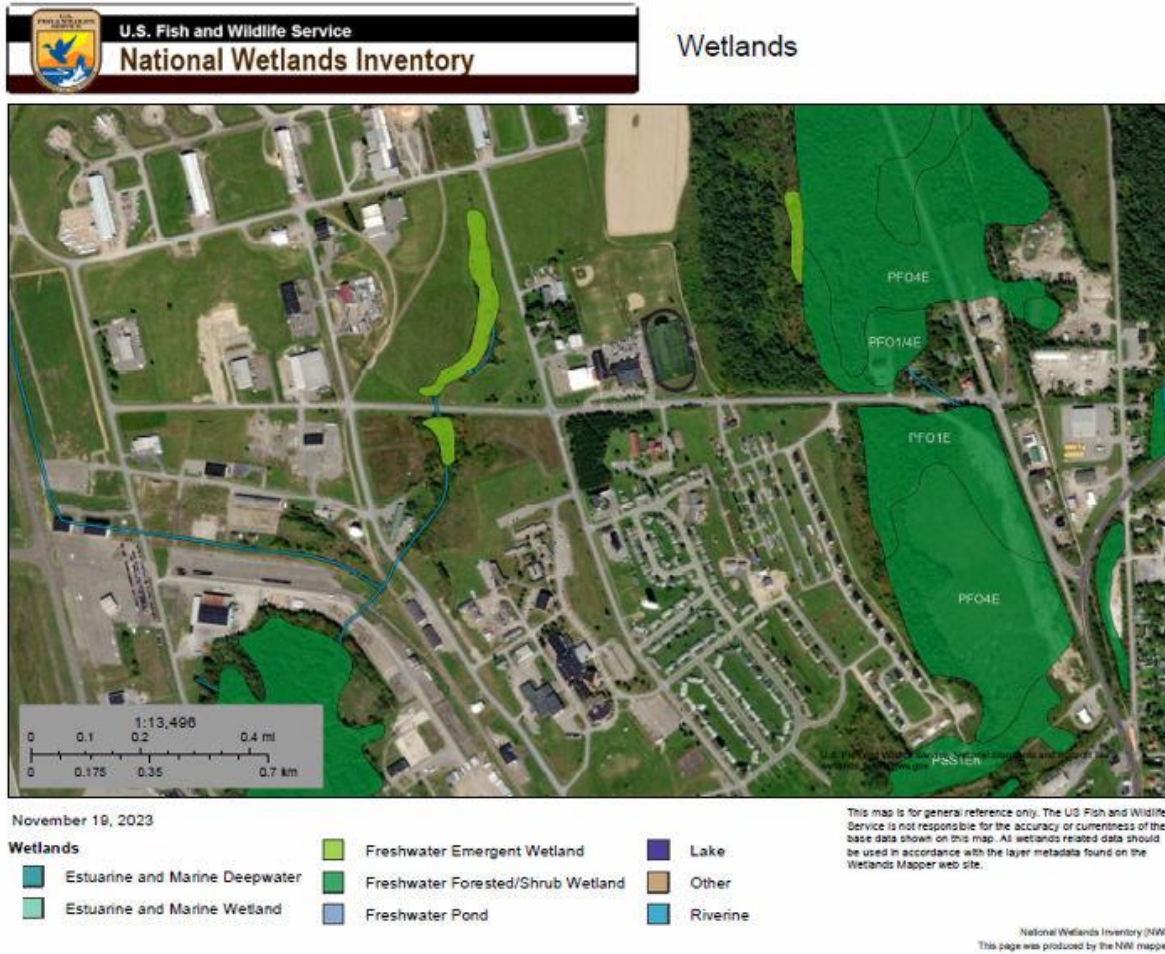 U.S. FISH & WILDLIFE SERVICE
U.S. Fish and Wildlife Service
National Wetlands Inventory
Wetlands
PFO4E
PFO1/4E
PFO1E
PFO4E
1:13,496
0 0.1 0.2 0.4 mi
0 0.175 0.35 0.7 km
November 19, 2023
Wetlands
Estuarine and Marine Deepwater
Estuarine and Marine Wetland
Freshwater Emergent Wetland
Freshwater Forested/Shrub Wetland
Freshwater Pond
Lake
Other
Riverine
This map is for general reference only. The US Fish and Wildlife
Service is not responsible for the accuracy or currentness of the
base data shown on this map. All wetlands related data should
be used in accordance with the layer metadata found on the
Wetlands Mapper web site.
National Wetlands Inventory (NW
This page was produced by the NWI mappe